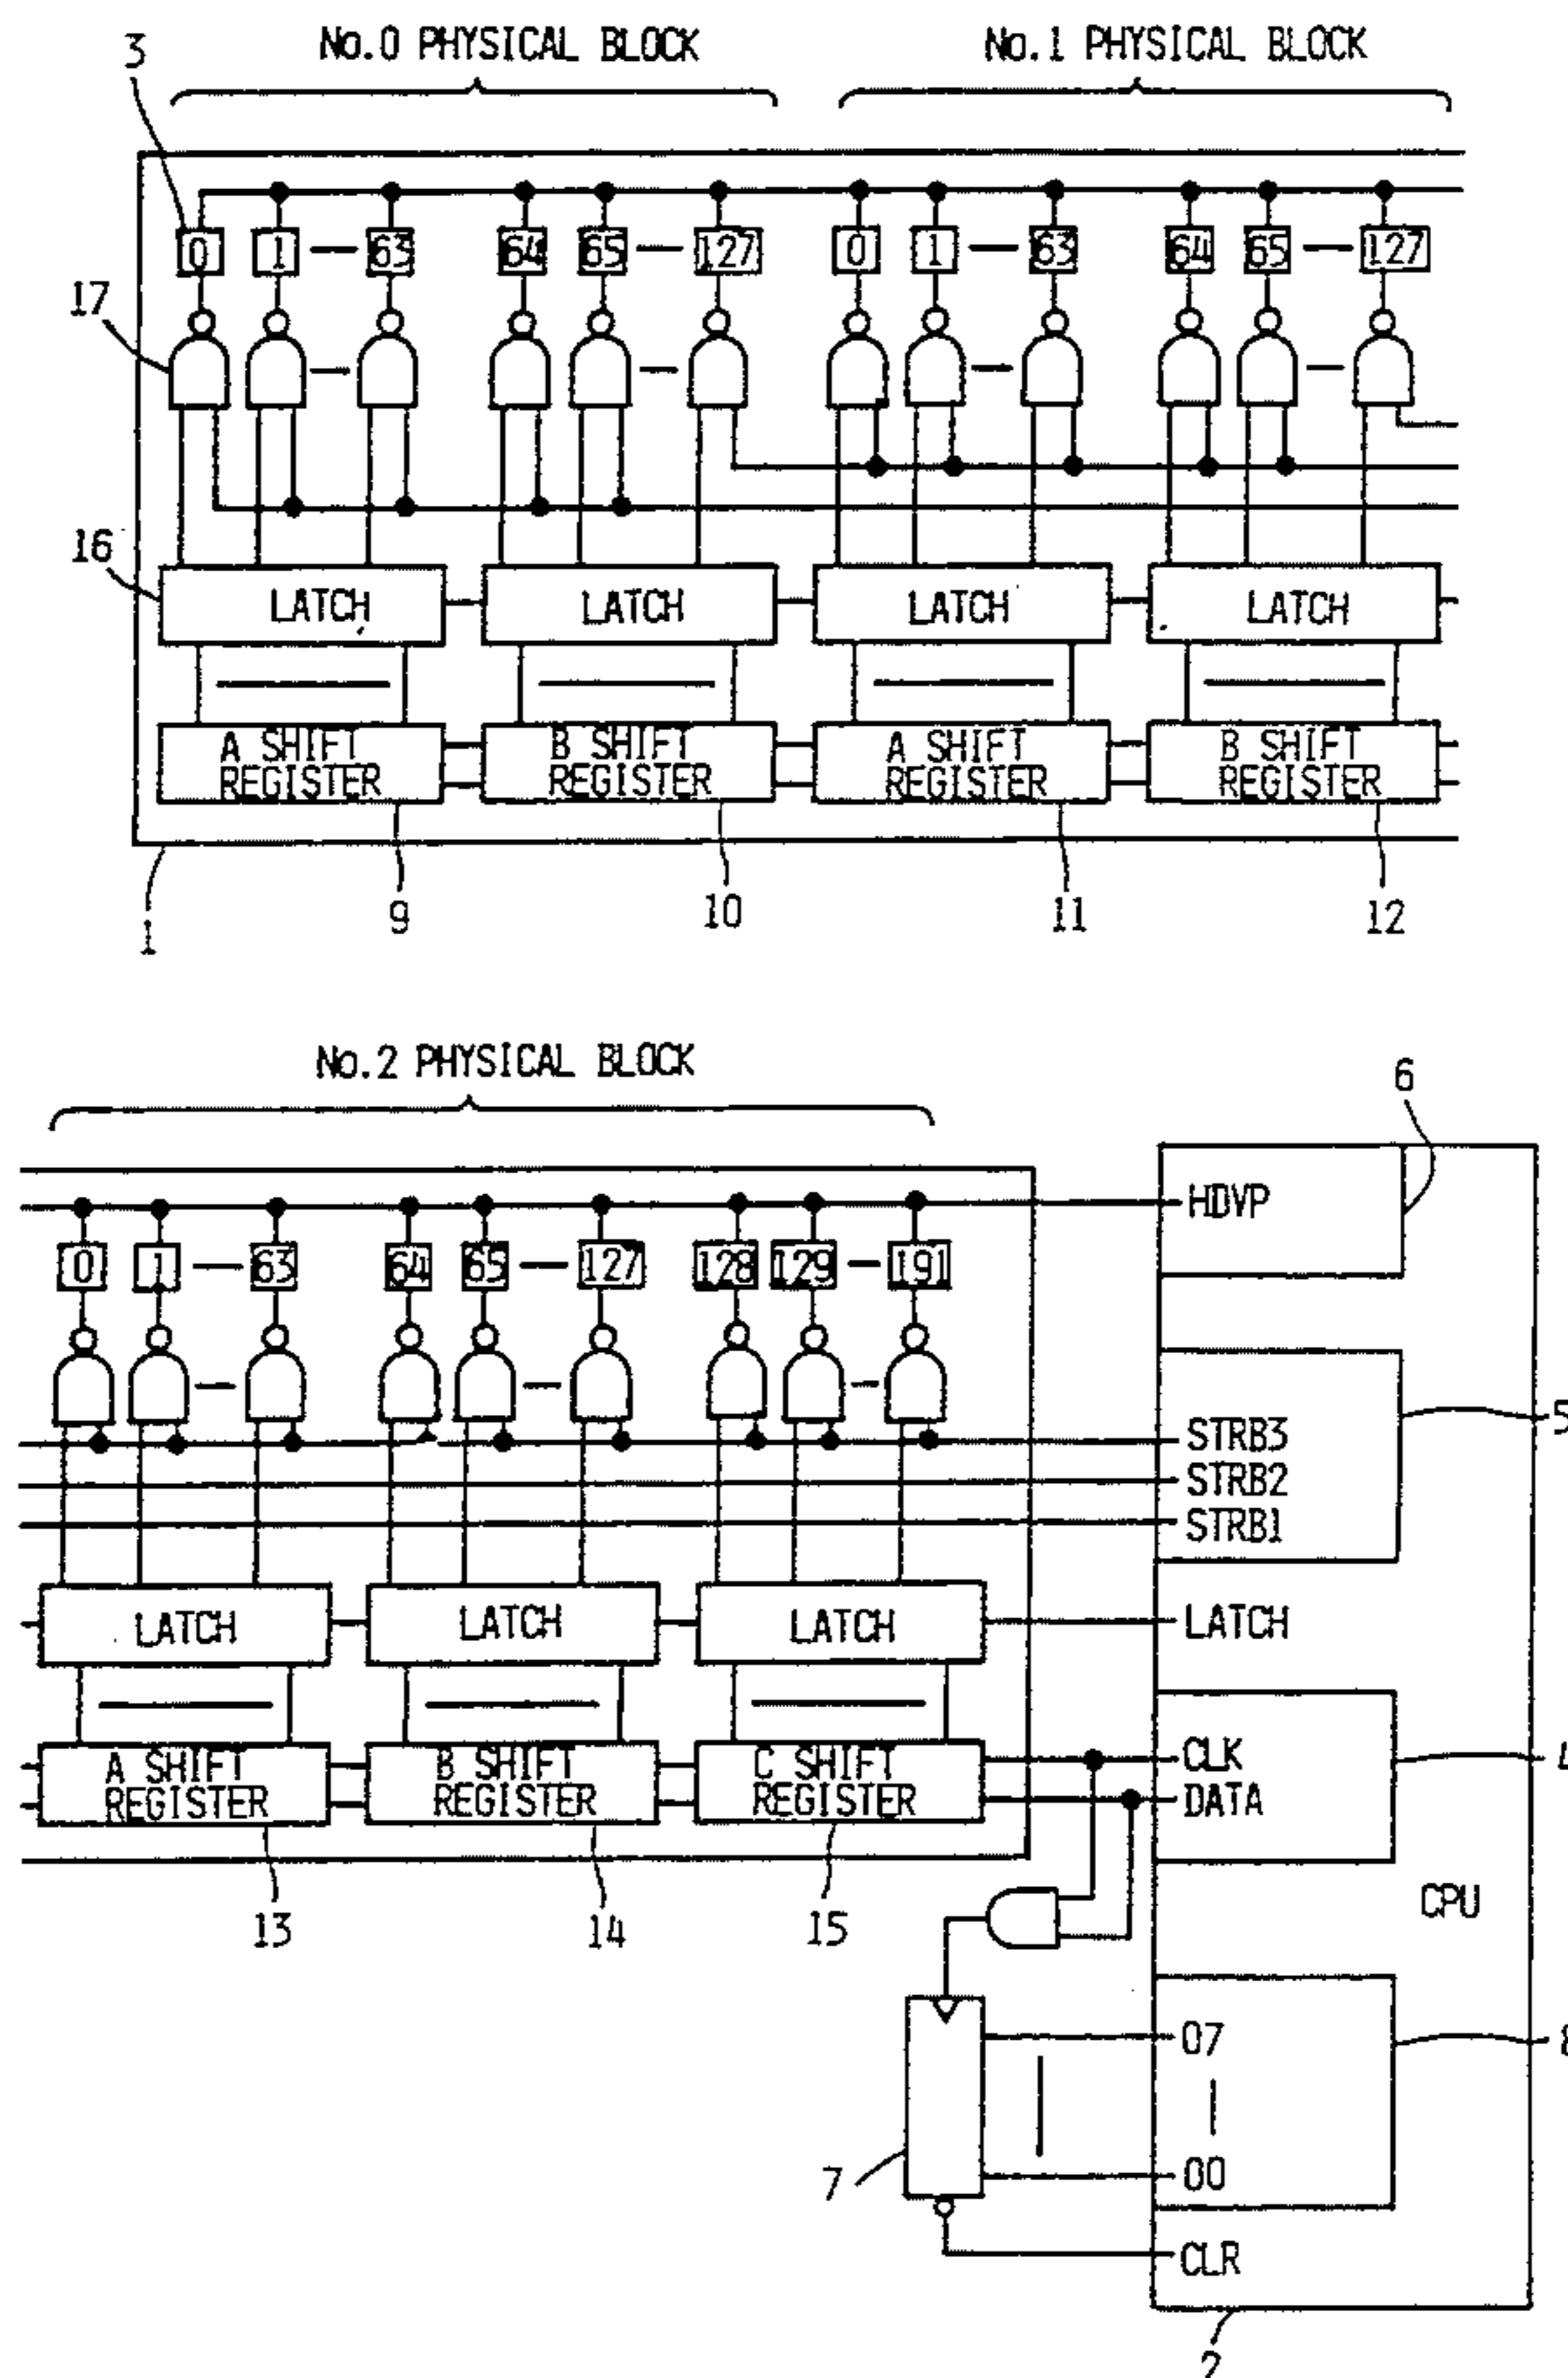 No.0 PHYSICAL BLOCK No.1 PHYSICAL BLOCK
3
0 1 63 64 65 127 0 1 63 64 65 127
17
16
LATCH LATCH LATCH LATCH
A SHIFT REGISTER B SHIFT REGISTER A SHIFT REGISTER B SHIFT REGISTER
1 9 10 11 12
No.2 PHYSICAL BLOCK
6
HDVP
0 1 63 64 65 127 128 129 191
5
STRB3
STRB2
STRB1
LATCH LATCH LATCH LATCH
A SHIFT REGISTER B SHIFT REGISTER C SHIFT REGISTER
CLK
DATA
4
13 14 15
CPU
07
8
00
7
CLR
2